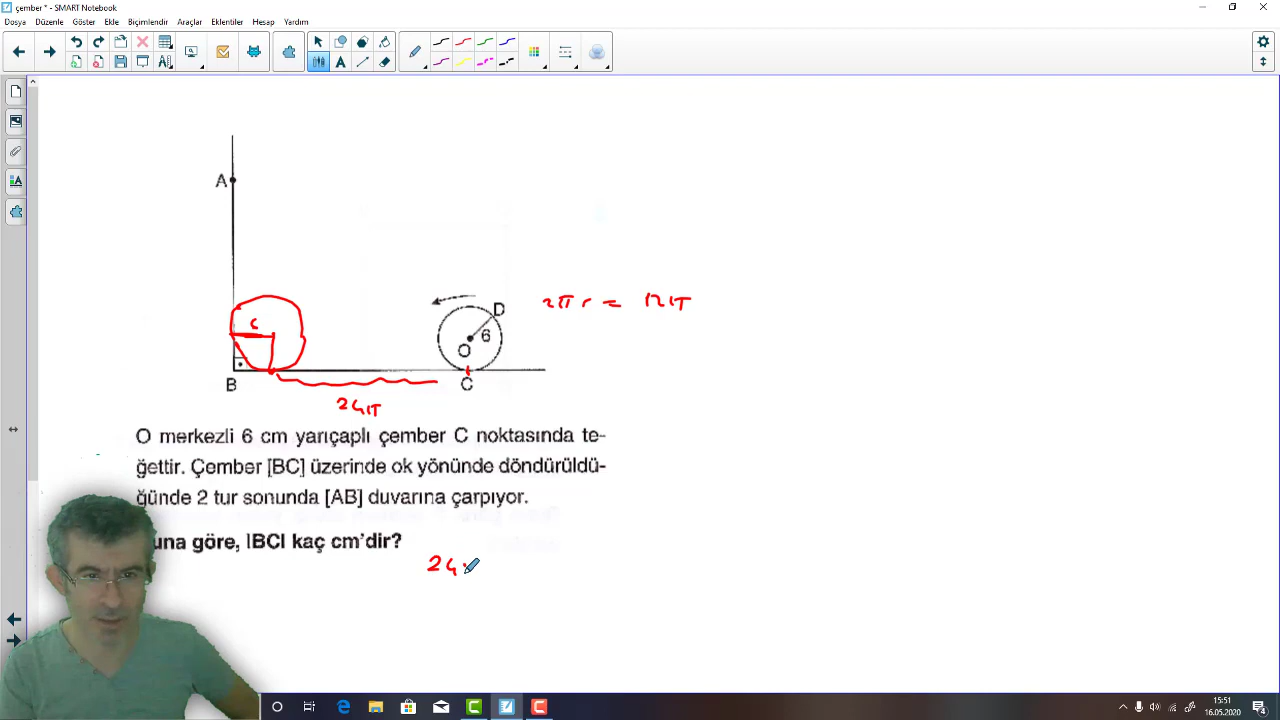 çember * - SMART Notebook
Dosya Düzenle Göster Ekle Biçimlendir Araçlar Eklentiler Hesap Yardım
A
D
2πr = 12π
6
6
O
B
C
24π
O merkezli 6 cm yarıçaplı çember C noktasında te-
ğettir. Çember [BC] üzerinde ok yönünde döndürüldü-
ğünde 2 tur sonunda [AB] duvarına çarpıyor.
una göre, lBCl kaç cm'dir?
24
15:51
16.05.2020